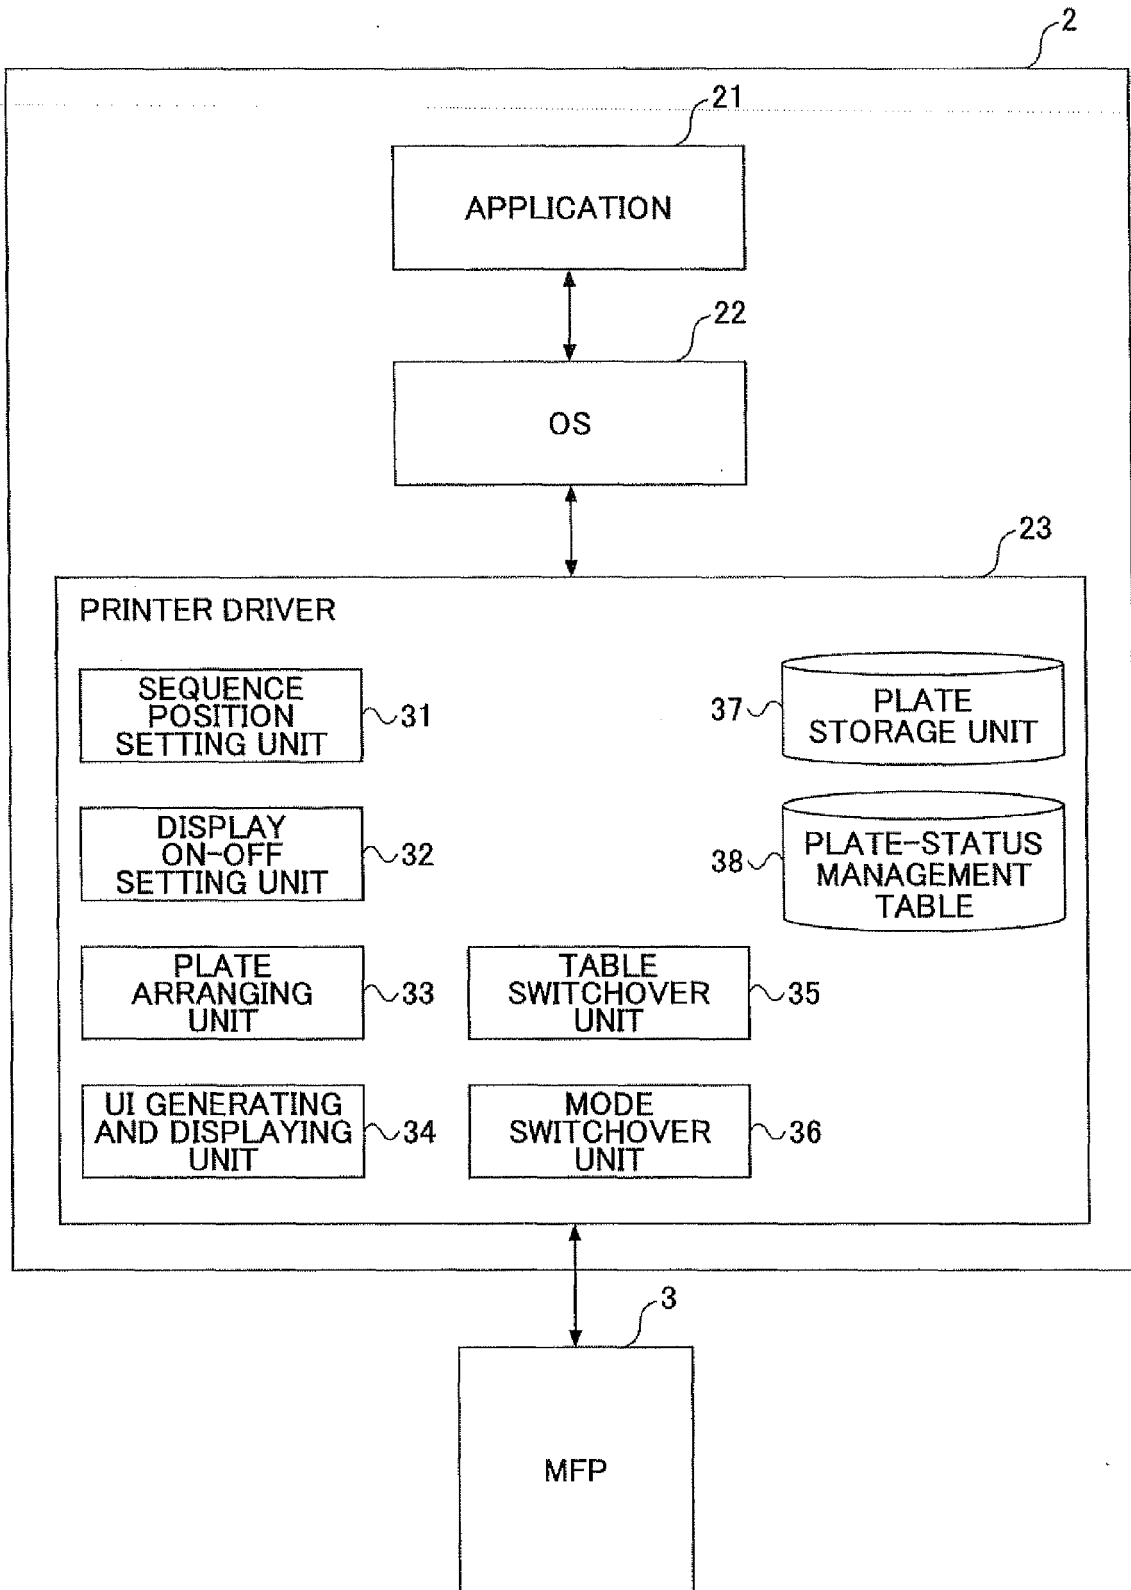 2
21
APPLICATION
22
OS
23
PRINTER DRIVER
SEQUENCE
POSITION
SETTING UNIT
31
37
PLATE
STORAGE UNIT
DISPLAY
ON-OFF
SETTING UNIT
32
38
PLATE-STATUS
MANAGEMENT
TABLE
PLATE
ARRANGING
UNIT
33
TABLE
SWITCHOVER
UNIT
35
UI GENERATING
AND DISPLAYING
UNIT
34
MODE
SWITCHOVER
UNIT
36
3
MFP